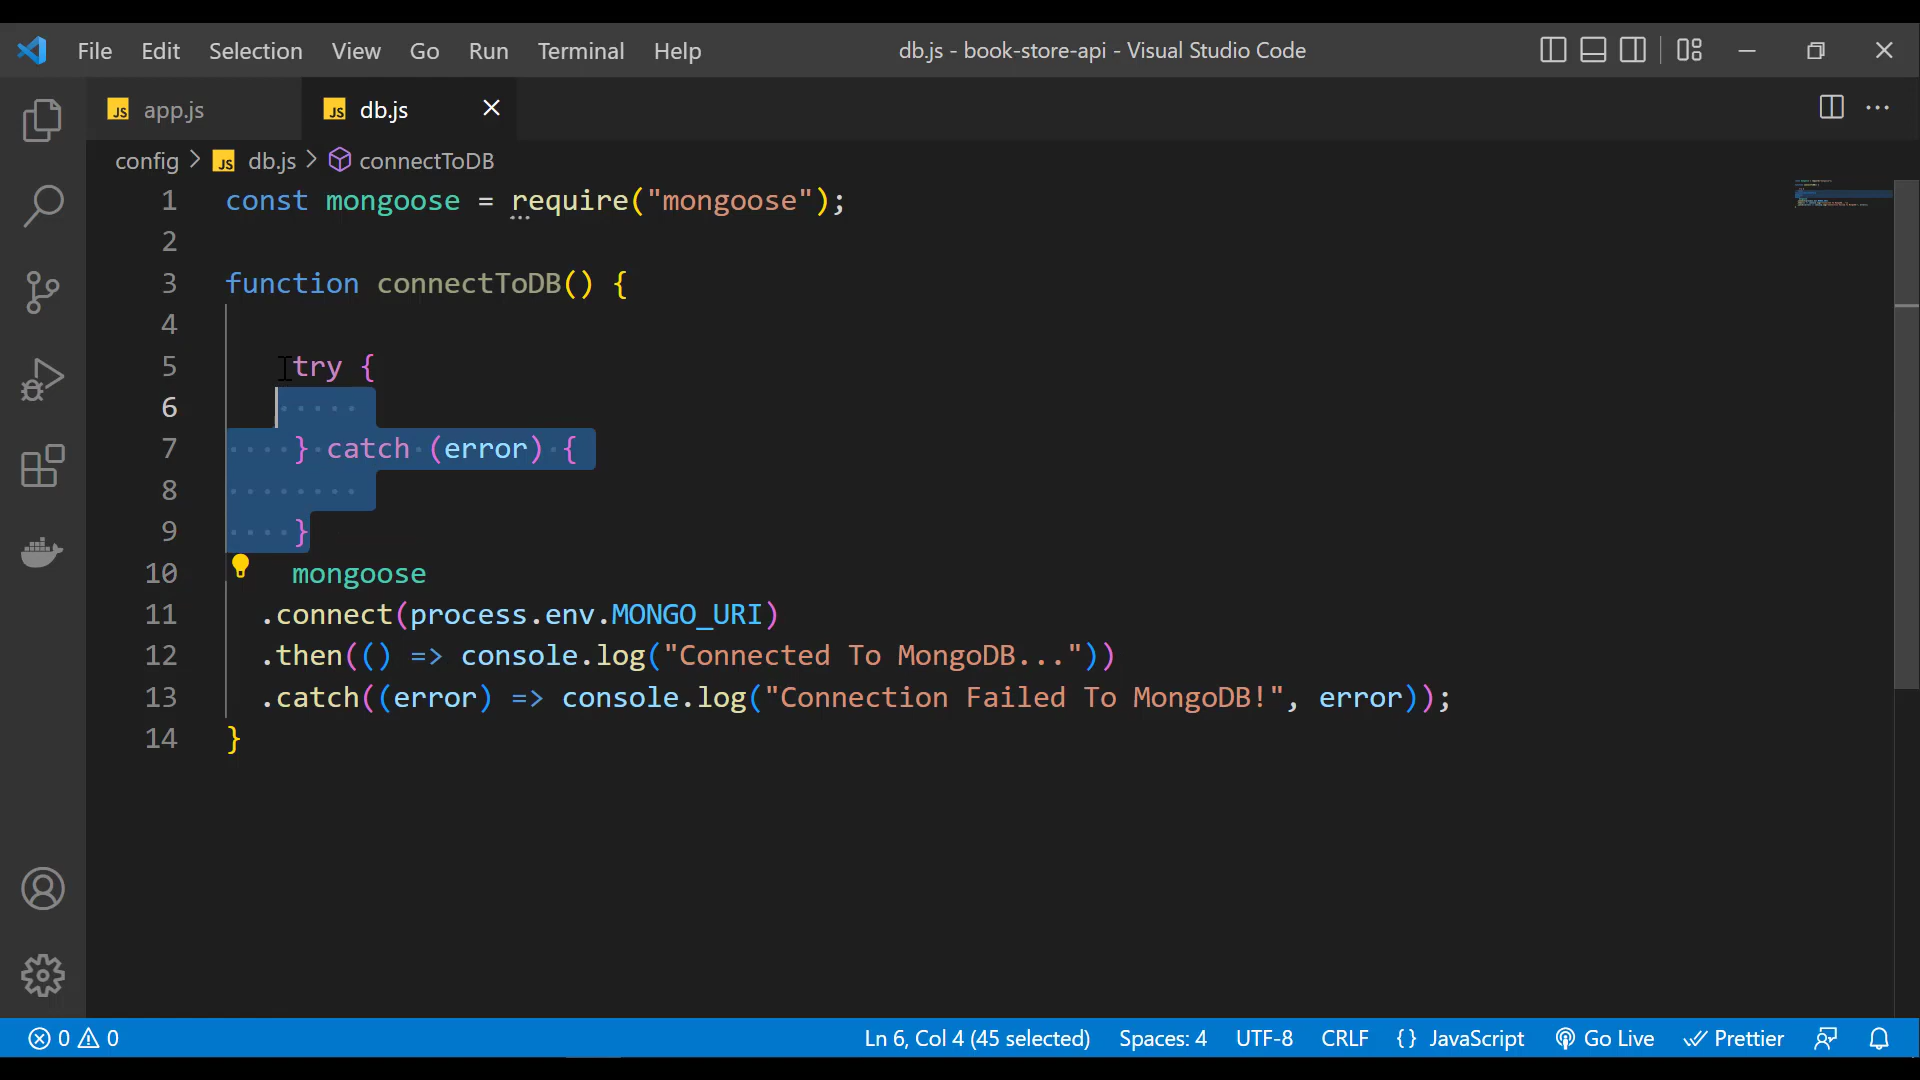 File Edit Selection View Go Run Terminal Help db.js - book-store-api - Visual Studio Code
JS app.js JS db.js
config > JS db.js > connectToDB
1 const mongoose = require("mongoose");
2
3 function connectToDB() {
4
5 try {
6
7 } catch (error) {
8
9 }
10 mongoose
11 .connect(process.env.MONGO_URI)
12 .then(() => console.log("Connected To MongoDB..."))
13 .catch((error) => console.log("Connection Failed To MongoDB!", error));
14 }
0 0 Ln 6, Col 4 (45 selected) Spaces: 4 UTF-8 CRLF {} JavaScript Go Live Prettier